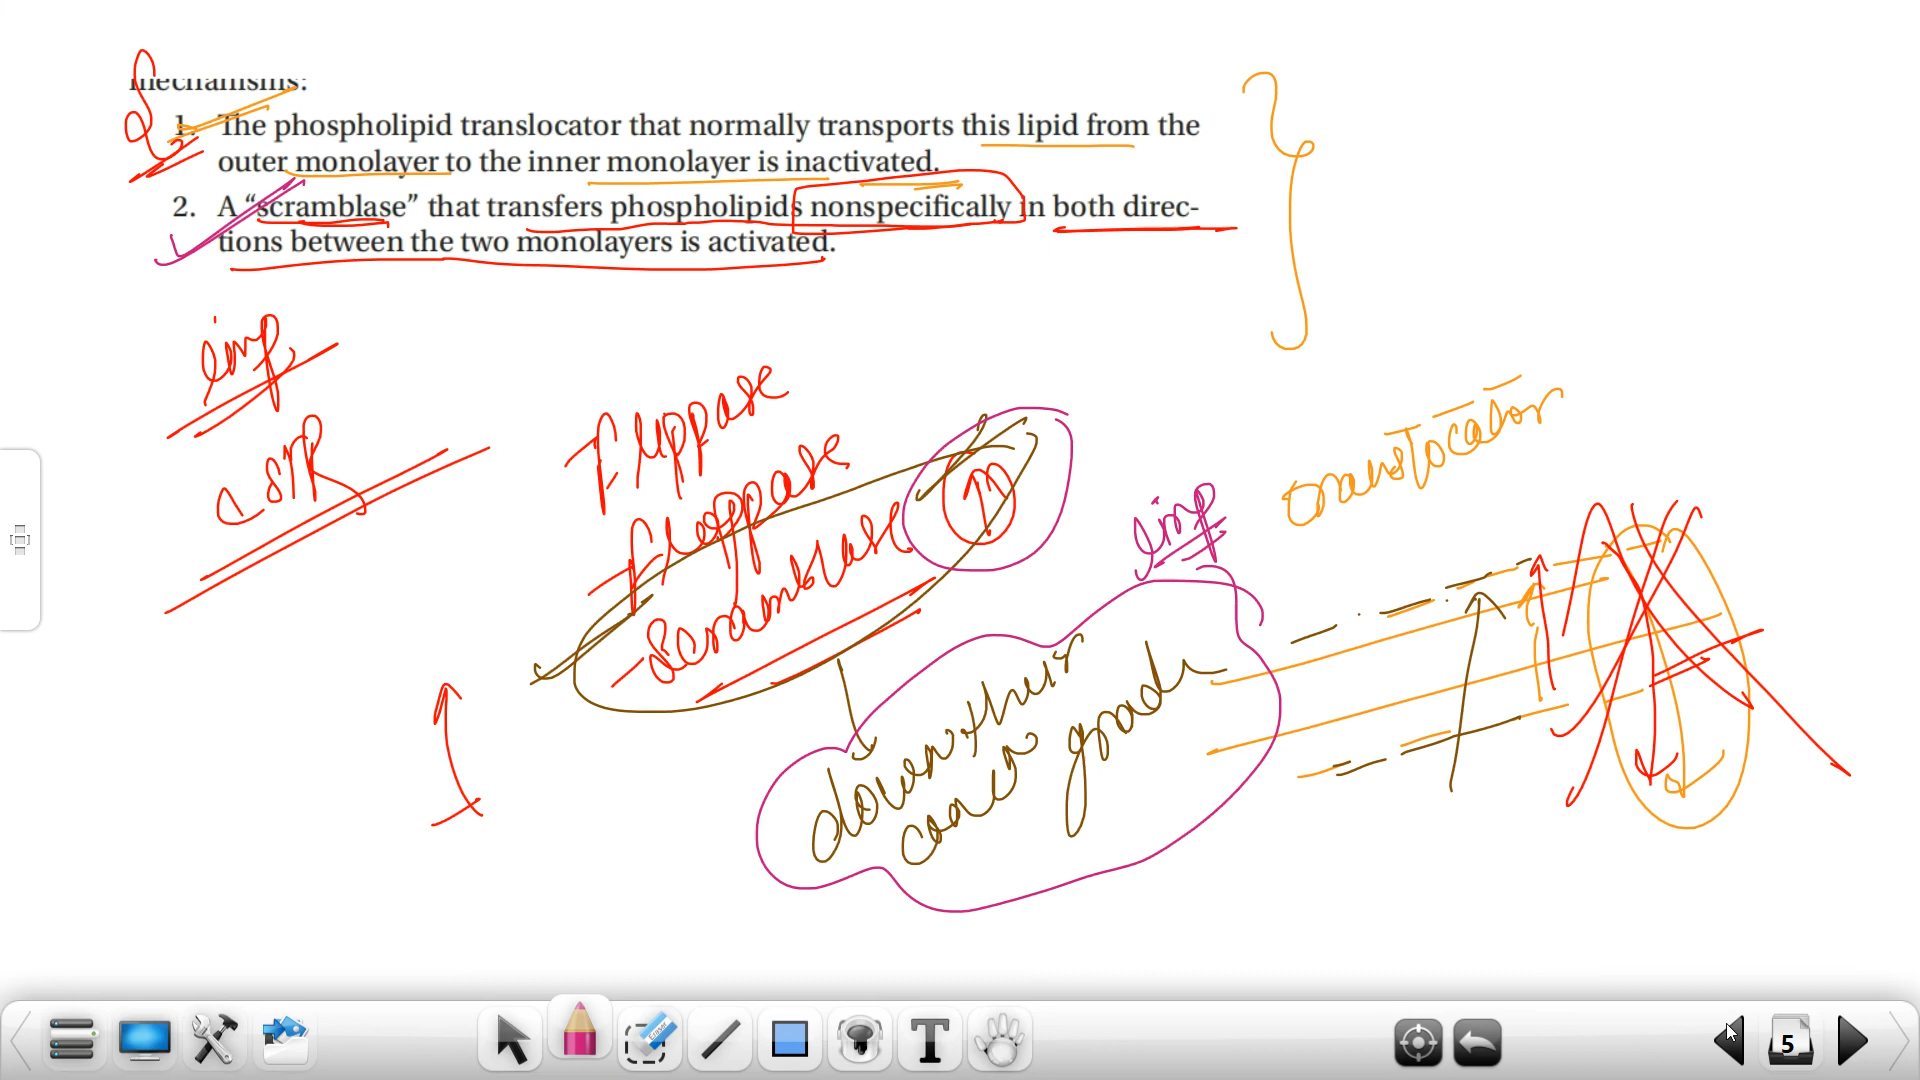 mechanisms:
1. The phospholipid translocator that normally transports this lipid from the
outer monolayer to the inner monolayer is inactivated.
2. A “scramblase” that transfers phospholipids nonspecifically in both direc-
tions between the two monolayers is activated.
imp
Flippase
translocator
Floppase
Scramblase
imp
down their
conc grade
5